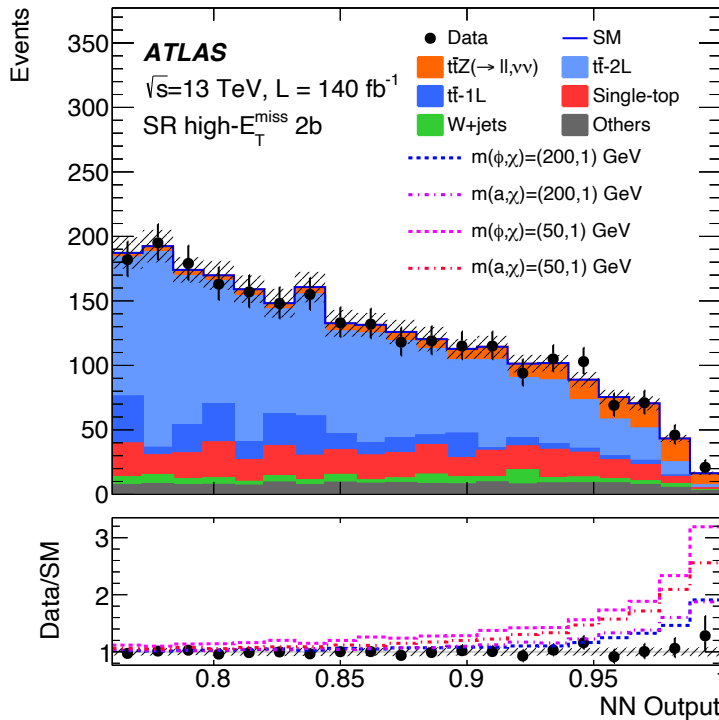 Events
350
300
250
200
150
100
50
0
ATLAS
√s=13 TeV, L = 140 fb⁻¹
SR high-E_T^miss 2b
Data
SM
tt̄Z(→ ll,νν)
tt̄-2L
tt̄-1L
Single-top
W+jets
Others
m(ϕ,χ)=(200,1) GeV
m(a,χ)=(200,1) GeV
m(ϕ,χ)=(50,1) GeV
m(a,χ)=(50,1) GeV
Data/SM
3
2
1
0.8 0.85 0.9 0.95 1
NN Output